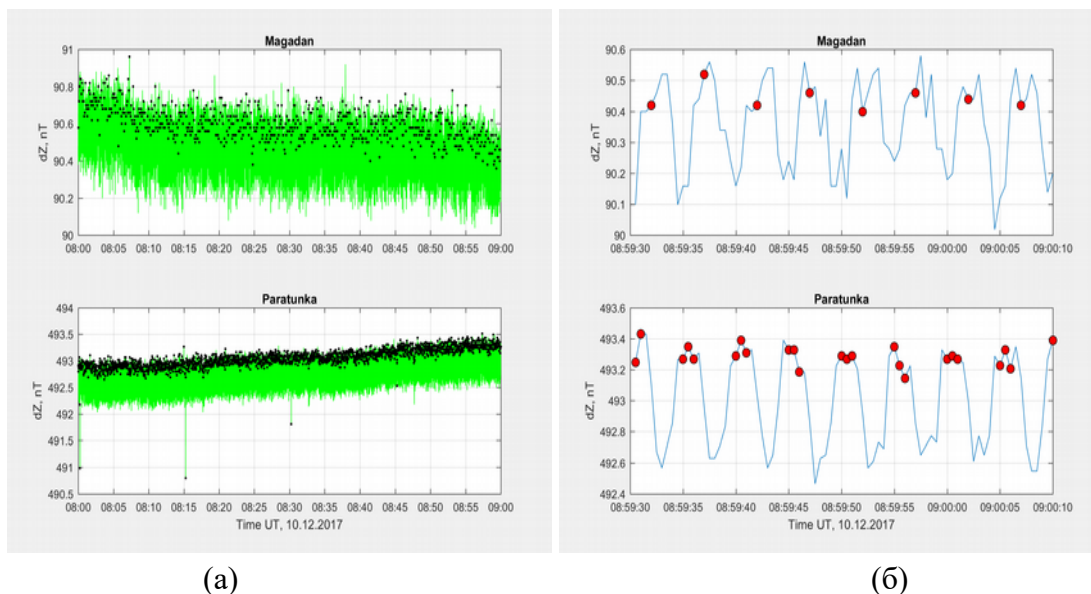 Magadan
91
90.8
90.6
90.4
90.2
90
dZ, nT
08:00 08:05 08:10 08:15 08:20 08:25 08:30 08:35 08:40 08:45 08:50 08:55 09:00
Paratunka
494
493.5
493
492.5
492
491.5
491
490.5
dZ, nT
08:00 08:05 08:10 08:15 08:20 08:25 08:30 08:35 08:40 08:45 08:50 08:55 09:00
Time UT, 10.12.2017
(а)
Magadan
90.6
90.5
90.4
90.3
90.2
90.1
90
dZ, nT
08:59:30 08:59:35 08:59:40 08:59:45 08:59:50 08:59:55 09:00:00 09:00:05 09:00:10
Paratunka
493.6
493.4
493.2
493
492.8
492.6
492.4
dZ, nT
08:59:30 08:59:35 08:59:40 08:59:45 08:59:50 08:59:55 09:00:00 09:00:05 09:00:10
Time UT, 10.12.2017
(б)